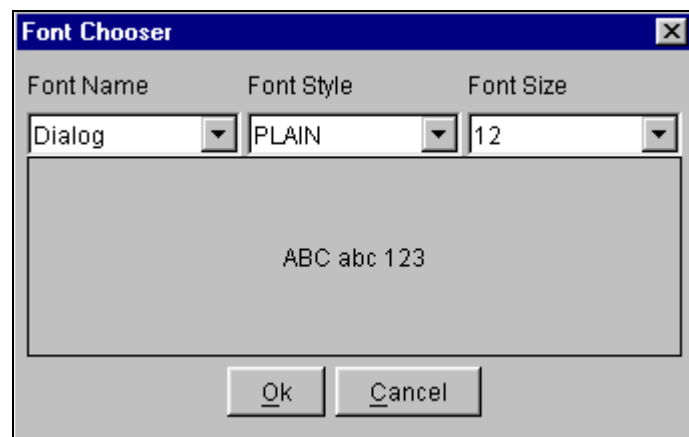 Font Chooser
Font Name Font Style Font Size
Dialog PLAIN 12
ABC abc 123
Ok Cancel